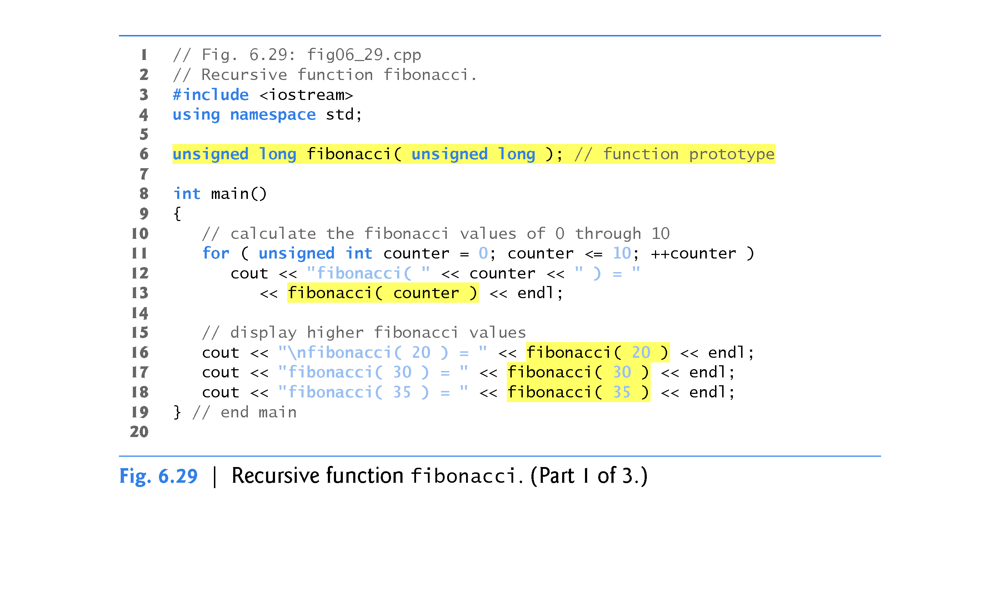 1 // Fig. 6.29: fig06_29.cpp
2 // Recursive function fibonacci.
3 #include <iostream>
4 using namespace std;
5
6 unsigned long fibonacci( unsigned long ); // function prototype
7
8 int main()
9 {
10    // calculate the fibonacci values of 0 through 10
11    for ( unsigned int counter = 0; counter <= 10; ++counter )
12       cout << "fibonacci( " << counter << " ) = "
13          << fibonacci( counter ) << endl;
14
15    // display higher fibonacci values
16    cout << "\nfibonacci( 20 ) = " << fibonacci( 20 ) << endl;
17    cout << "fibonacci( 30 ) = " << fibonacci( 30 ) << endl;
18    cout << "fibonacci( 35 ) = " << fibonacci( 35 ) << endl;
19 } // end main
20
Fig. 6.29 | Recursive function fibonacci. (Part 1 of 3.)